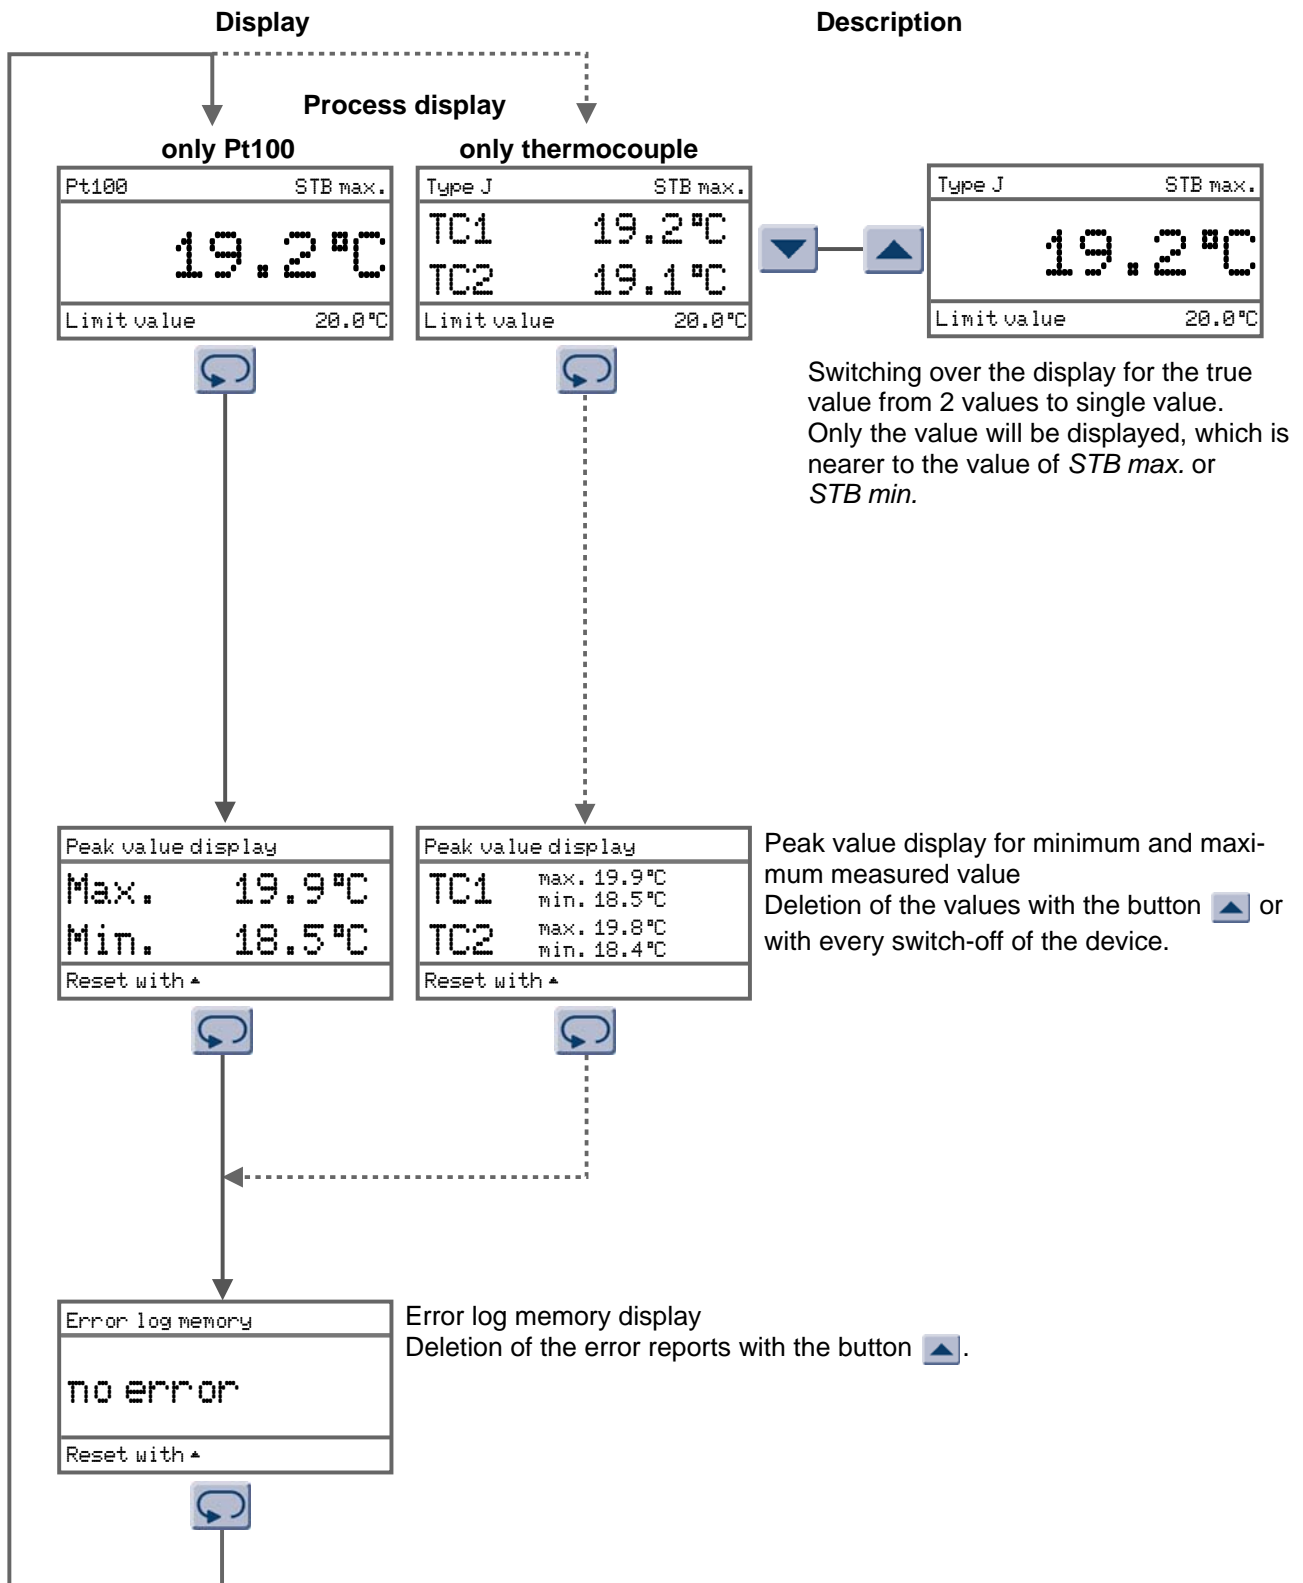 Display
Description
Process display
only Pt100
only thermocouple
Pt100 STB max.
19.2°C
Limit value 20.0°C
Type J STB max.
TC1 19.2°C
TC2 19.1°C
Limit value 20.0°C
Type J STB max.
19.2°C
Limit value 20.0°C
Switching over the display for the true
value from 2 values to single value.
Only the value will be displayed, which is
nearer to the value of STB max. or
STB min.
Peak value display
Max. 19.9°C
Min. 18.5°C
Reset with ▲
Peak value display
TC1 max. 19.9°C
min. 18.5°C
TC2 max. 19.8°C
min. 18.4°C
Reset with ▲
Peak value display for minimum and maxi-
mum measured value
Deletion of the values with the button ▲ or
with every switch-off of the device.
Error log memory
no error
Reset with ▲
Error log memory display
Deletion of the error reports with the button ▲.